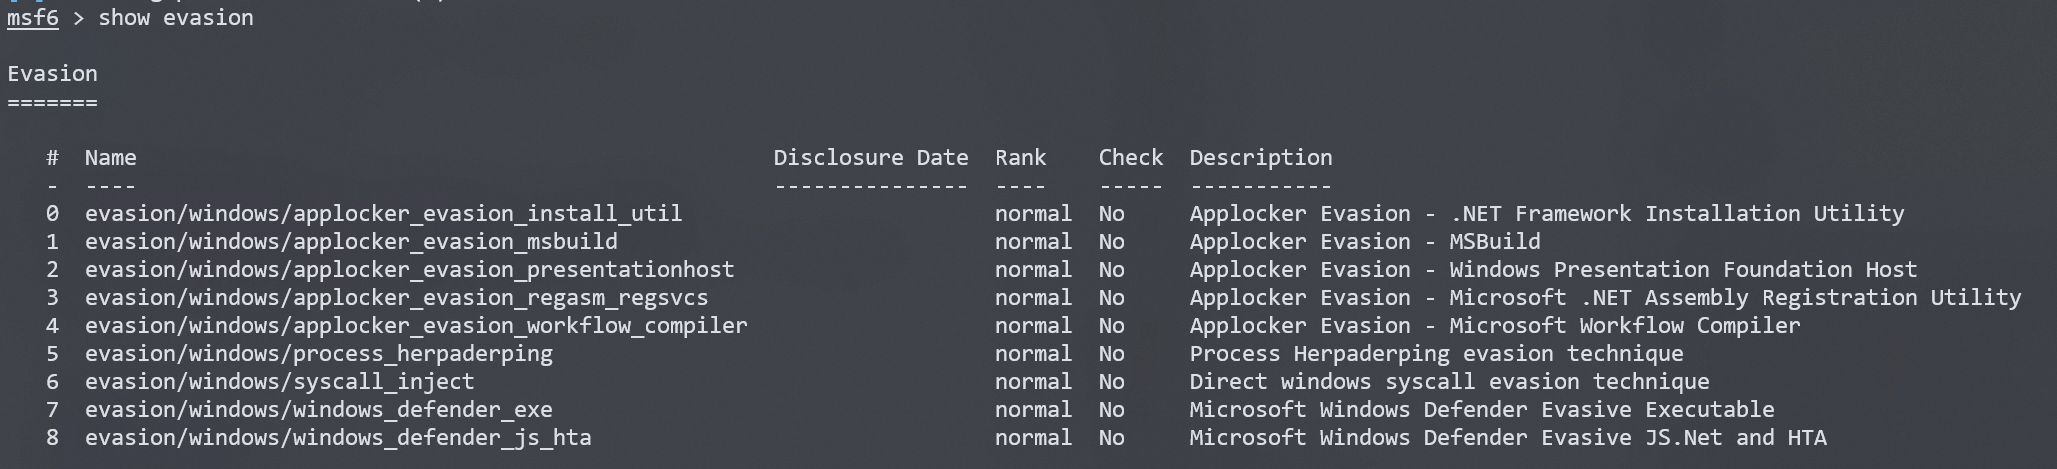 msf6 > show evasion
Evasion
=======
   #  Name                                                 Disclosure Date  Rank    Check  Description
   -  ----                                                 ---------------  ----    -----  -----------
   0  evasion/windows/applocker_evasion_install_util                        normal  No     Applocker Evasion - .NET Framework Installation Utility
   1  evasion/windows/applocker_evasion_msbuild                             normal  No     Applocker Evasion - MSBuild
   2  evasion/windows/applocker_evasion_presentationhost                    normal  No     Applocker Evasion - Windows Presentation Foundation Host
   3  evasion/windows/applocker_evasion_regasm_regsvcs                      normal  No     Applocker Evasion - Microsoft .NET Assembly Registration Utility
   4  evasion/windows/applocker_evasion_workflow_compiler                   normal  No     Applocker Evasion - Microsoft Workflow Compiler
   5  evasion/windows/process_herpaderping                                  normal  No     Process Herpaderping evasion technique
   6  evasion/windows/syscall_inject                                        normal  No     Direct windows syscall evasion technique
   7  evasion/windows/windows_defender_exe                                  normal  No     Microsoft Windows Defender Evasive Executable
   8  evasion/windows/windows_defender_js_hta                               normal  No     Microsoft Windows Defender Evasive JS.Net and HTA